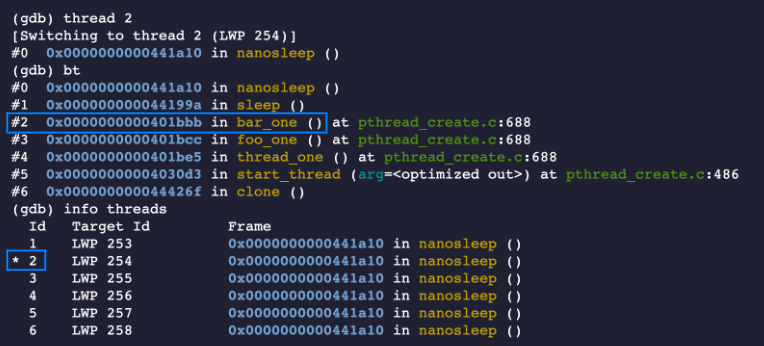 (gdb) thread 2
[Switching to thread 2 (LWP 254)]
#0  0x0000000000441a10 in nanosleep ()
(gdb) bt
#0  0x0000000000441a10 in nanosleep ()
#1  0x000000000044199a in sleep ()
#2  0x0000000000401bbb in bar_one () at pthread_create.c:688
#3  0x0000000000401bcc in foo_one () at pthread_create.c:688
#4  0x0000000000401be5 in thread_one () at pthread_create.c:688
#5  0x00000000004030d3 in start_thread (arg=<optimized out>) at pthread_create.c:486
#6  0x000000000044426f in clone ()
(gdb) info threads
  Id   Target Id         Frame
  1    LWP 253           0x0000000000441a10 in nanosleep ()
* 2    LWP 254           0x0000000000441a10 in nanosleep ()
  3    LWP 255           0x0000000000441a10 in nanosleep ()
  4    LWP 256           0x0000000000441a10 in nanosleep ()
  5    LWP 257           0x0000000000441a10 in nanosleep ()
  6    LWP 258           0x0000000000441a10 in nanosleep ()